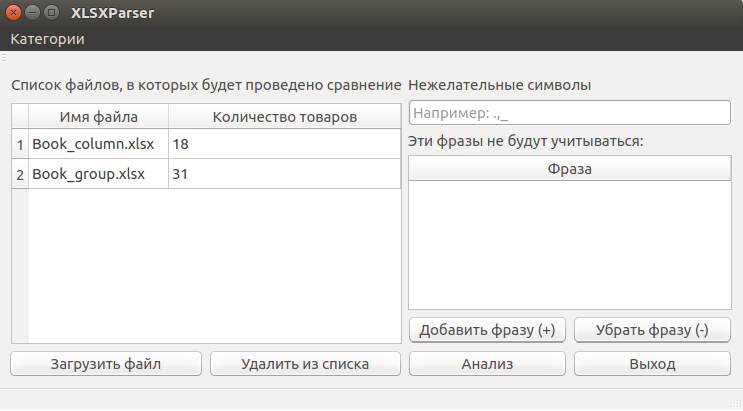 XLSXParser
Категории
Список файлов, в которых будет проведено сравнение
Имя файла Количество товаров
1 Book_column.xlsx 18
2 Book_group.xlsx 31
Загрузить файл Удалить из списка
Нежелательные символы
Например: .,_
Эти фразы не будут учитываться:
Фраза
Добавить фразу (+) Убрать фразу (-)
Анализ Выход